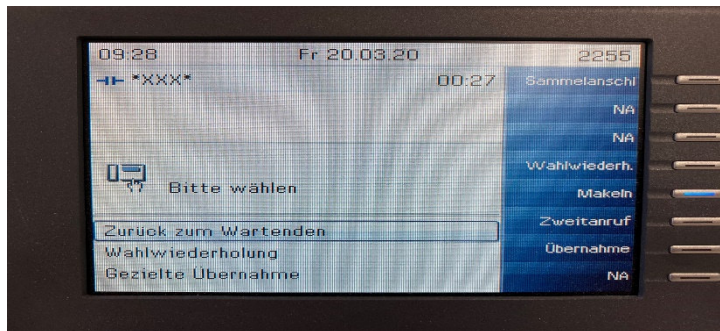 09:28 Fr 20.03.20 2255
*XXX* 00:27
Sammelanschl
NA
NA
Wahlwiederh.
Bitte wählen
Makeln
Zweitanruf
Zurück zum Wartenden
Übernahme
Wahlwiederholung
Gezielte Übernahme
NA